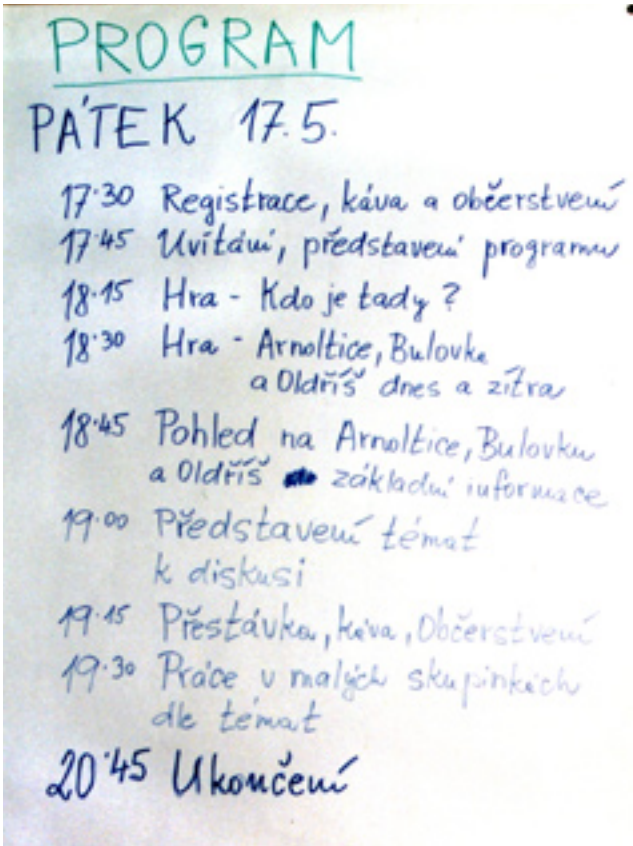 PROGRAM
PÁTEK 17.5.
17.30 Registrace, káva a občerstvení
17.45 Uvítání, představení programu
18.15 Hra - Kdo je tady?
18.30 Hra - Arnoltice, Bulovka
a Oldříš dnes a zítra
18.45 Pohled na Arnoltice, Bulovku
a Oldříš základní informace
19.00 Představení témat
k diskusi
19.15 Přestávka, káva, Občerstvení
19.30 Práce v malých skupinkách
dle témat
20.45 Ukončení